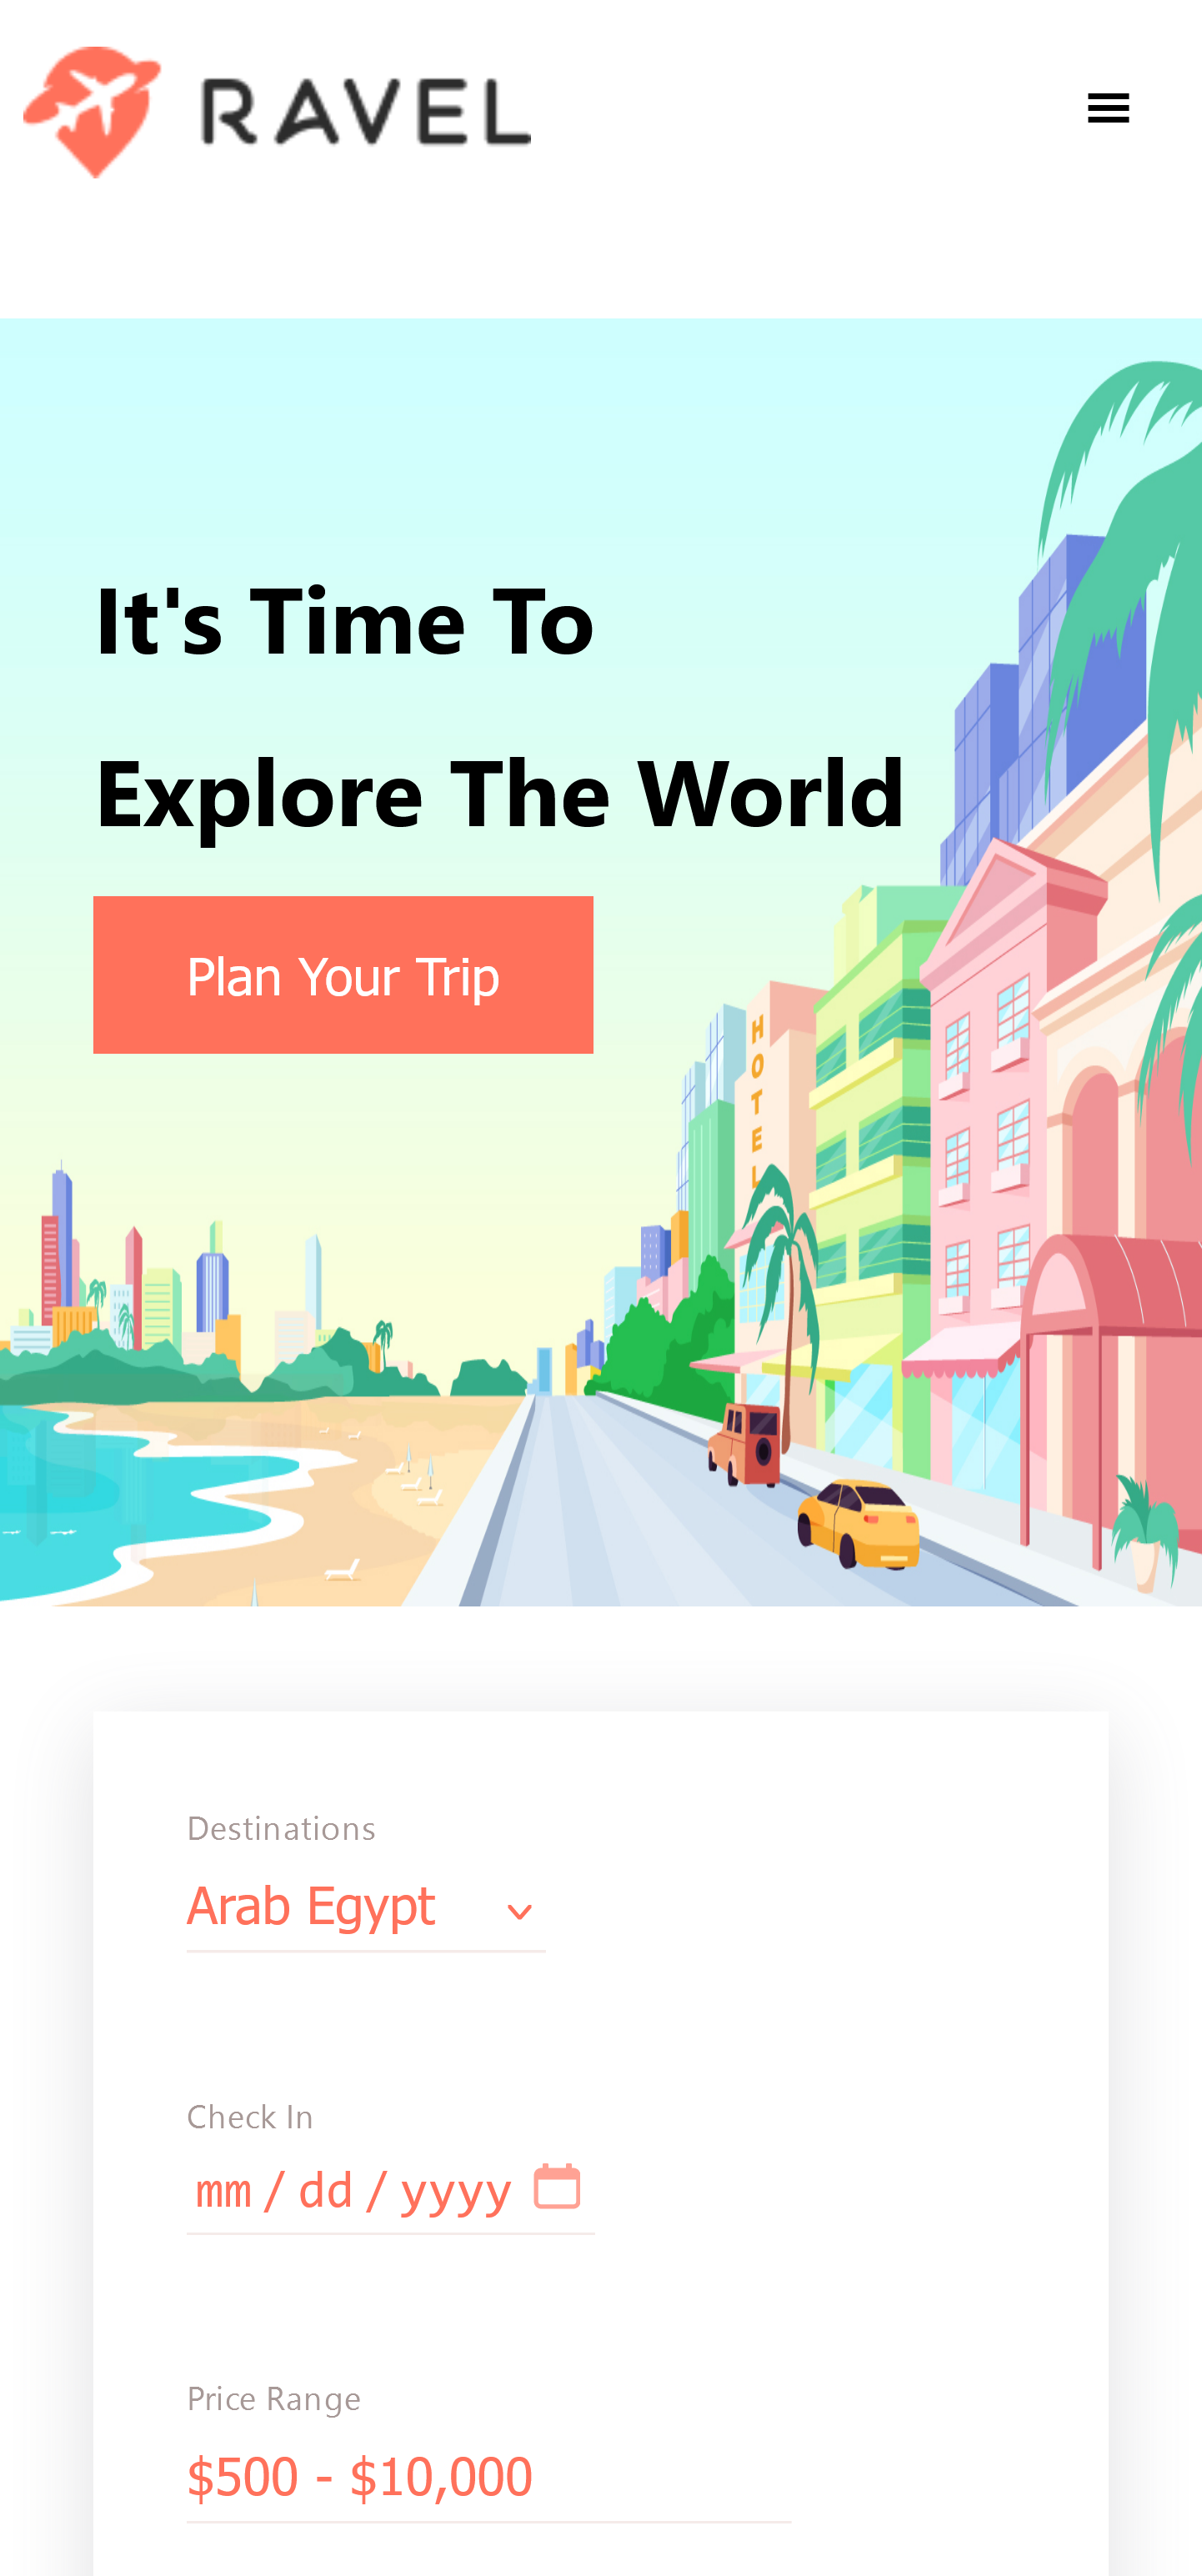 RAVEL
It's Time To
Explore The World
Plan Your Trip
HOTEL
Destinations
Arab Egypt
Check In
mm / dd / yyyy
Price Range
$500 - $10,000